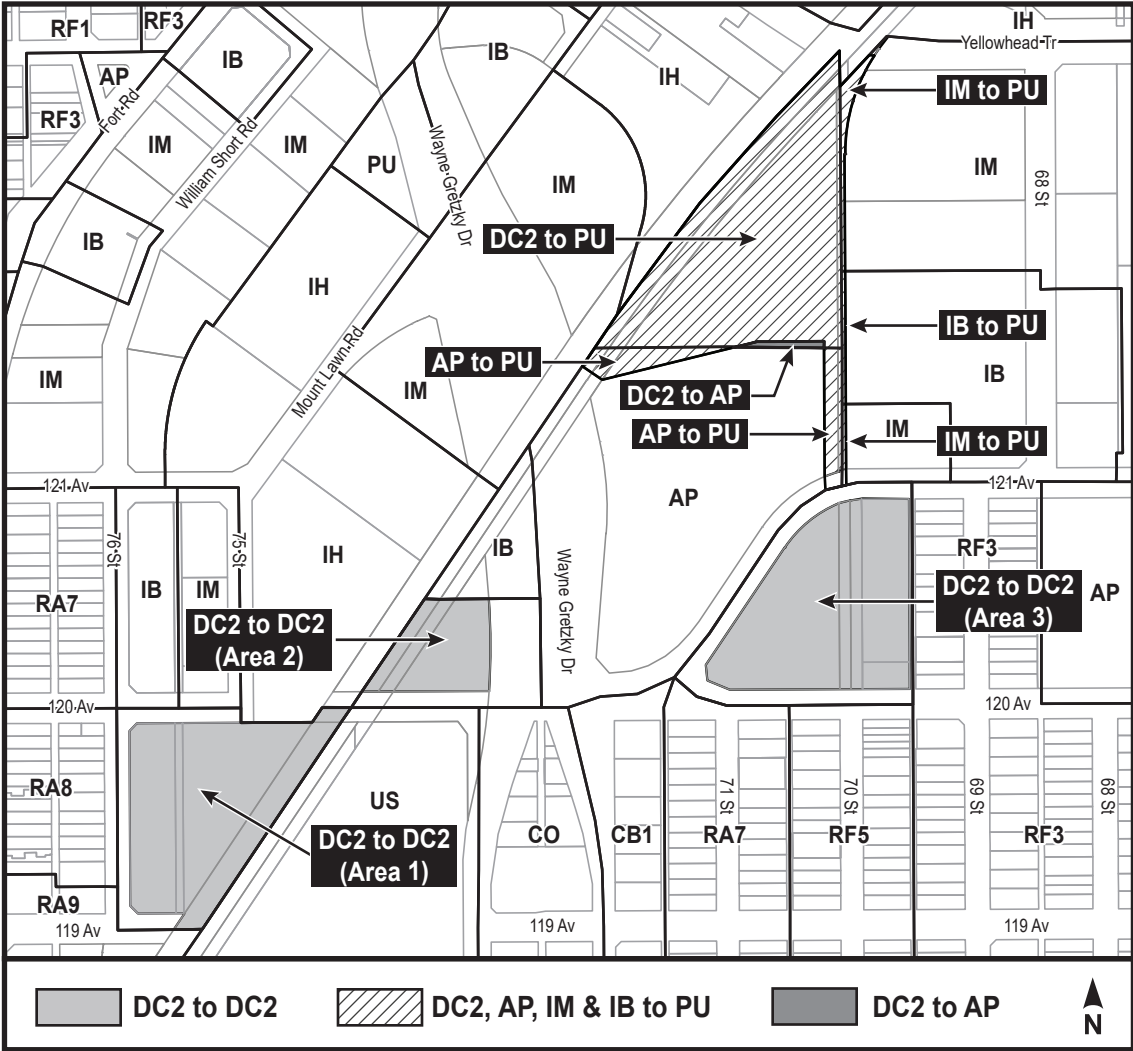 RF1
RF3
IH
Yellowhead Tr
IB
IB
AP
IH
IM to PU
Fort Rd
RF3
IM
William Short Rd
IM
PU
Wayne Gretzky Dr
IM
IM
68 St
IB
DC2 to PU
IH
IB to PU
Mount Lawn Rd
AP to PU
IM
IM
DC2 to AP
IB
AP to PU
IM
IM to PU
121 Av
121 Av
AP
76 St
75 St
IH
IB
Wayne Gretzky Dr
RF3
RA7
IB
IM
DC2 to DC2
(Area 3)
AP
DC2 to DC2
(Area 2)
120 Av
120 Av
RA8
US
71 St
70 St
69 St
68 St
DC2 to DC2
(Area 1)
CO
CB1
RA7
RF5
RF3
RA9
119 Av
119 Av
119 Av
DC2 to DC2
DC2, AP, IM & IB to PU
DC2 to AP
N